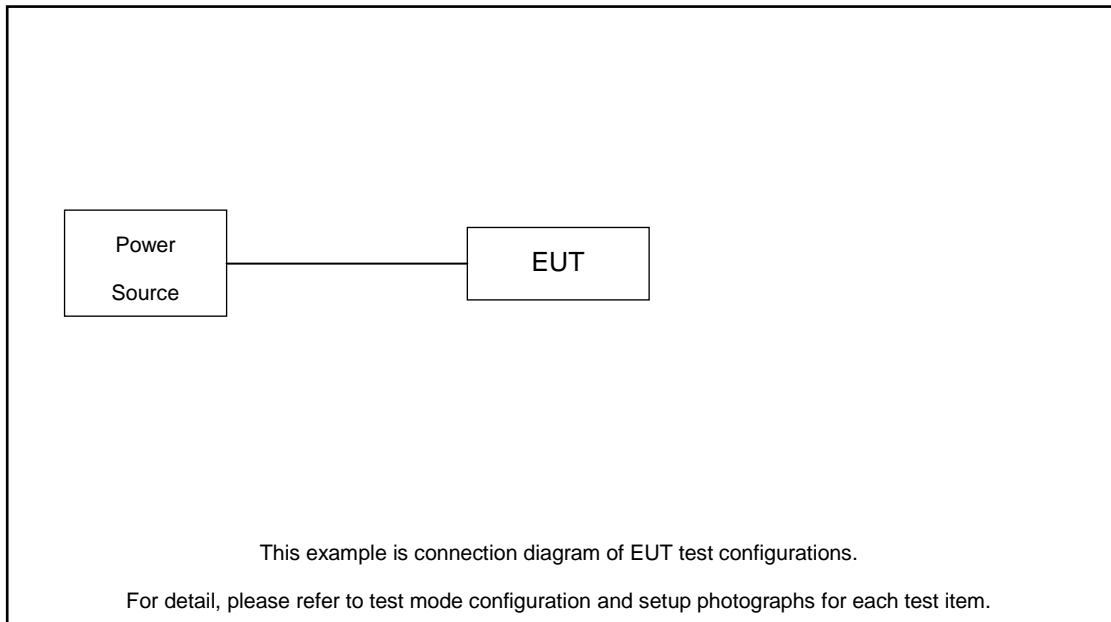 Power
Source
EUT
This example is connection diagram of EUT test configurations.
For detail, please refer to test mode configuration and setup photographs for each test item.